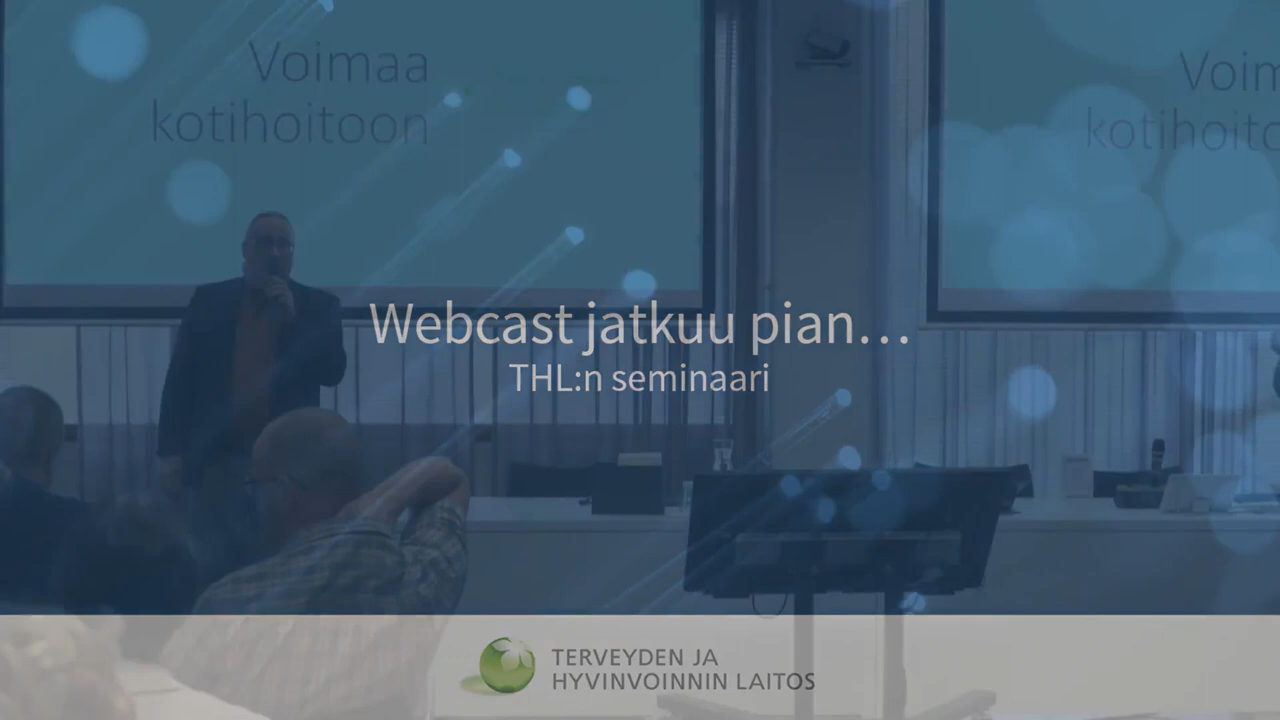 Voimaa
kotihoitoon
Voim
kotihoito
Webcast jatkuu pian...
THL:n seminaari
TERVEYDEN JA
HYVINVOINNIN LAITOS